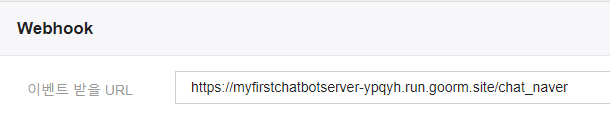 Webhook
이벤트 받을 URL
https://myfirstchatbotserver-ypqyh.run.goorm.site/chat_naver